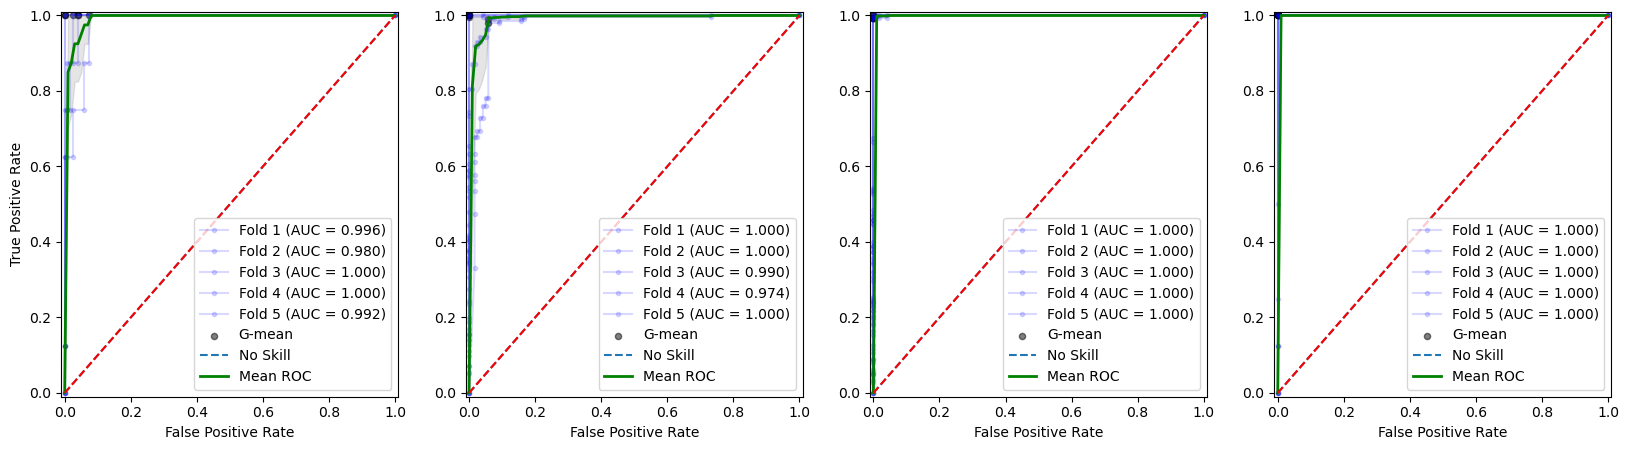 True Positive Rate
1.0
0.8
0.6
0.4
0.2
0.0
Fold 1 (AUC = 0.996)
Fold 2 (AUC = 0.980)
Fold 3 (AUC = 1.000)
Fold 4 (AUC = 1.000)
Fold 5 (AUC = 0.992)
G-mean
No Skill
Mean ROC
0.0 0.2 0.4 0.6 0.8 1.0
False Positive Rate
1.0
0.8
0.6
0.4
0.2
0.0
Fold 1 (AUC = 1.000)
Fold 2 (AUC = 1.000)
Fold 3 (AUC = 0.990)
Fold 4 (AUC = 0.974)
Fold 5 (AUC = 1.000)
G-mean
No Skill
Mean ROC
0.0 0.2 0.4 0.6 0.8 1.0
False Positive Rate
1.0
0.8
0.6
0.4
0.2
0.0
Fold 1 (AUC = 1.000)
Fold 2 (AUC = 1.000)
Fold 3 (AUC = 1.000)
Fold 4 (AUC = 1.000)
Fold 5 (AUC = 1.000)
G-mean
No Skill
Mean ROC
0.0 0.2 0.4 0.6 0.8 1.0
False Positive Rate
1.0
0.8
0.6
0.4
0.2
0.0
Fold 1 (AUC = 1.000)
Fold 2 (AUC = 1.000)
Fold 3 (AUC = 1.000)
Fold 4 (AUC = 1.000)
Fold 5 (AUC = 1.000)
G-mean
No Skill
Mean ROC
0.0 0.2 0.4 0.6 0.8 1.0
False Positive Rate